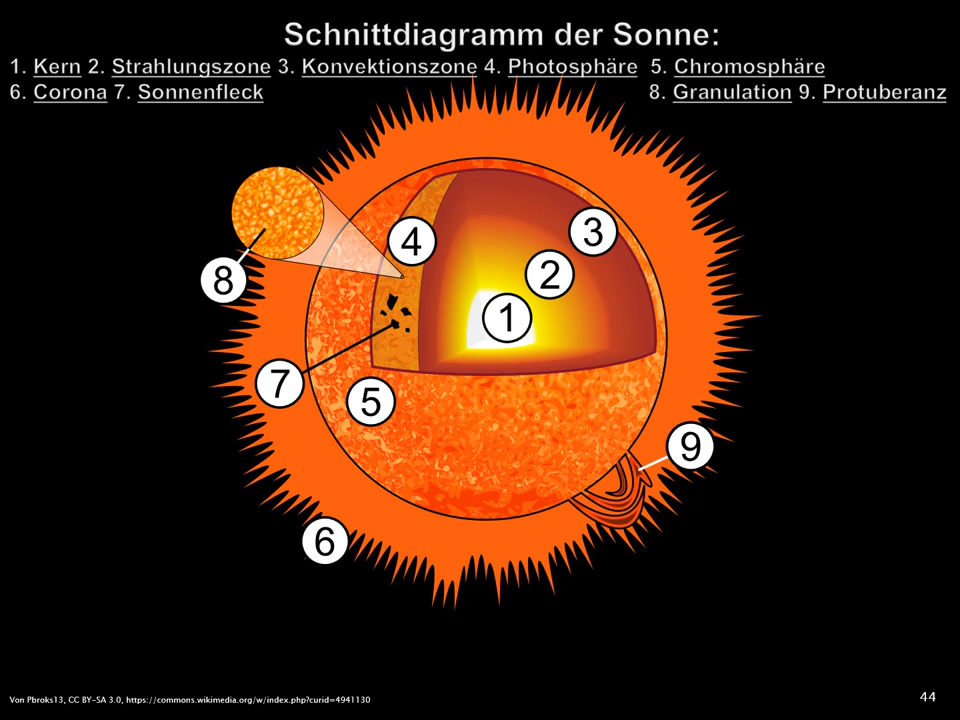 Schnittdiagramm der Sonne:
1. Kern 2. Strahlungszone 3. Konvektionszone 4. Photosphäre 5. Chromosphäre
6. Corona 7. Sonnenfleck 8. Granulation 9. Protuberanz
4
3
2
8
1
7
5
9
6
Von Pbroks13, CC BY-SA 3.0, https://commons.wikimedia.org/w/index.php?curid=4941130
44